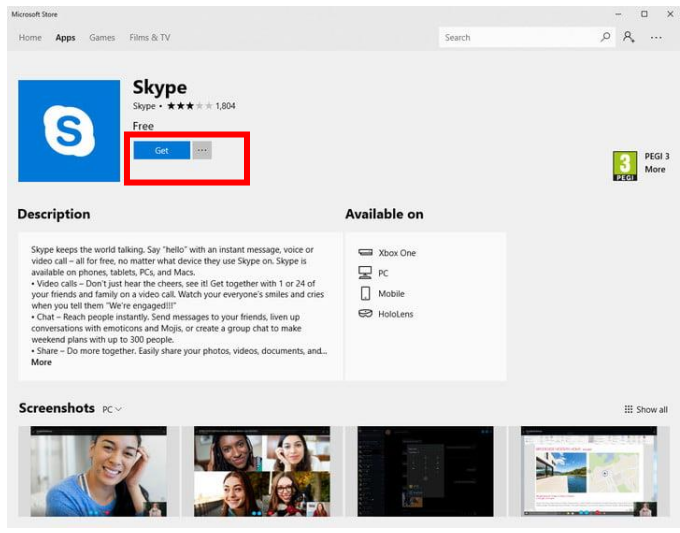 Microsoft Store
Home Apps Games Films & TV Search
Skype
Skype • ★★★☆☆ 1,804
Free
Get ...
3
PEGI
PEGI 3
More
Description
Available on
Skype keeps the world talking. Say "hello" with an instant message, voice or
video call – all for free, no matter what device they use Skype on. Skype is
available on phones, tablets, PCs, and Macs.
• Video calls – Don't just hear the cheers, see it! Get together with 1 or 24 of
your friends and family on a video call. Watch your everyone's smiles and cries
when you tell them "We're engaged!!!"
• Chat – Reach people instantly. Send messages to your friends, liven up
conversations with emoticons and Mojis, or create a group chat to make
weekend plans with up to 300 people.
• Share – Do more together. Easily share your photos, videos, documents, and...
More
Xbox One
PC
Mobile
HoloLens
Screenshots PC
Show all